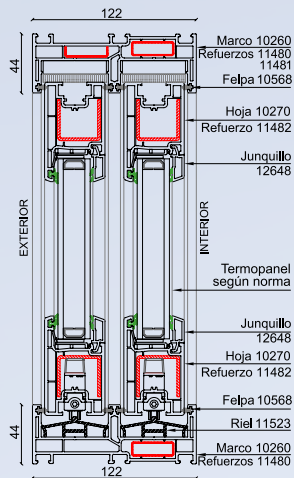 122
44
Marco 10260
Refuerzos 11480
11481
Felpa 10568
Hoja 10270
Refuerzo 11482
Junquillo
12648
EXTERIOR
INTERIOR
Termopanel
según norma
Junquillo
12648
Hoja 10270
Refuerzo 11482
Felpa 10568
Riel 11523
44
Marco 10260
Refuerzos 11480
122